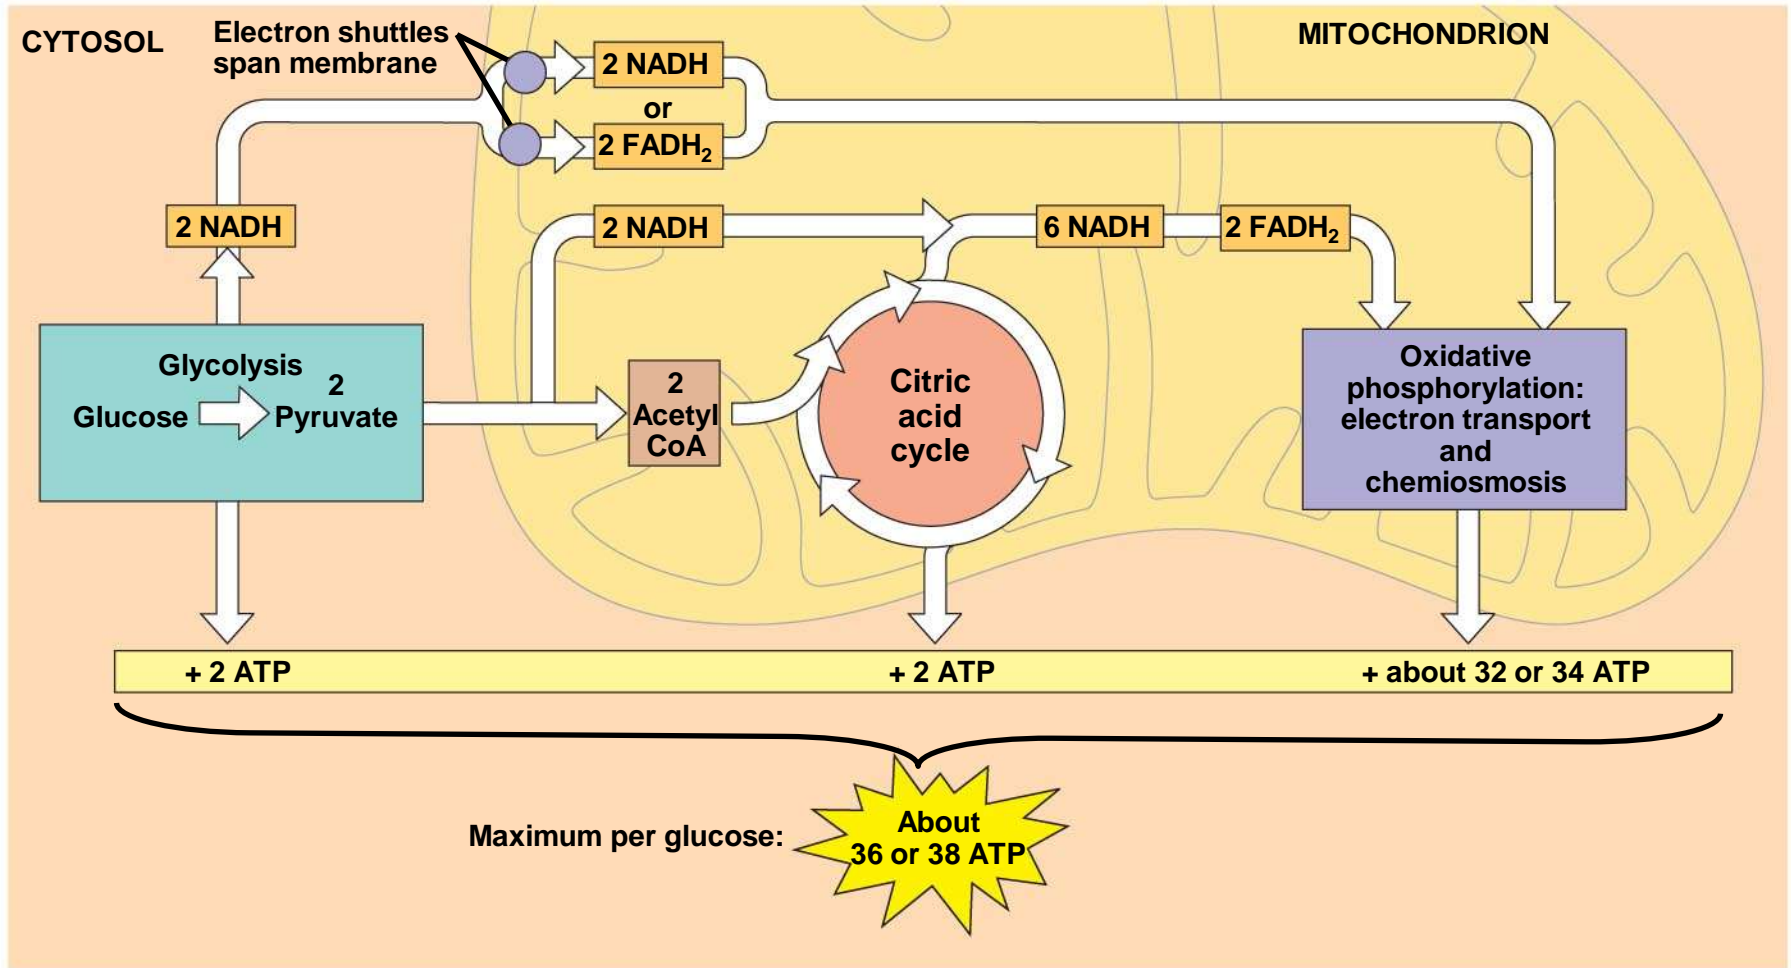 CYTOSOL
Electron shuttles
span membrane
MITOCHONDRION
2 NADH
or
2 FADH₂
2 NADH
2 NADH
6 NADH
2 FADH₂
Glycolysis
Glucose
2
Pyruvate
2
Acetyl
CoA
Citric
acid
cycle
Oxidative
phosphorylation:
electron transport
and
chemiosmosis
+ 2 ATP
+ 2 ATP
+ about 32 or 34 ATP
Maximum per glucose:
About
36 or 38 ATP